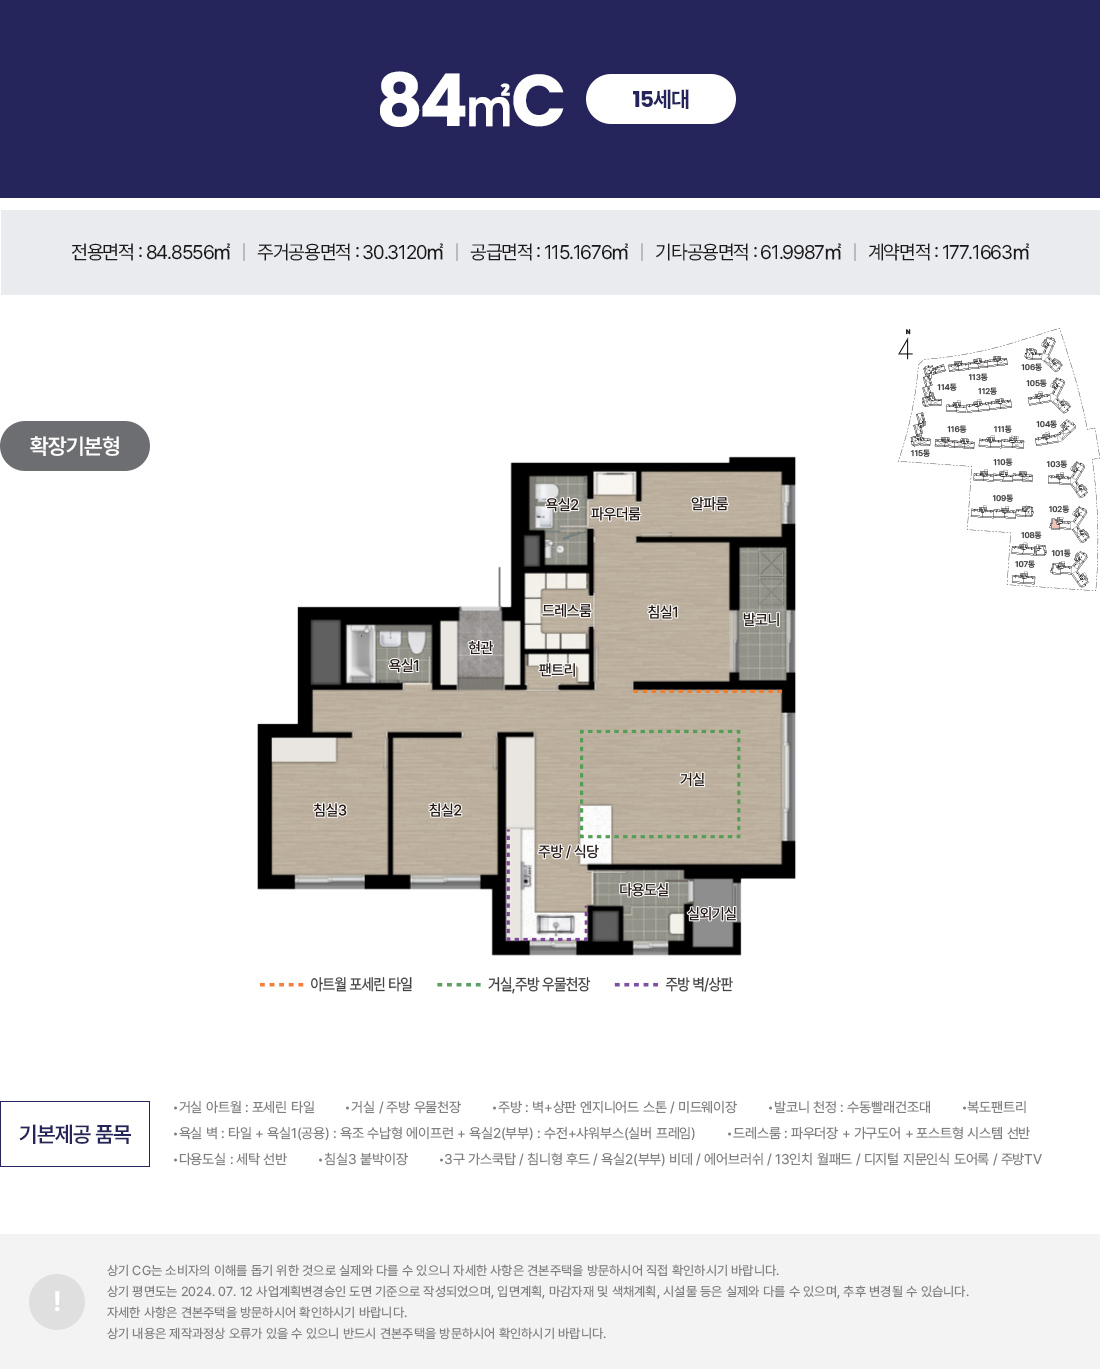 84㎡C 15세대
전용면적 : 84.8556㎡ | 주거공용면적 : 30.3120㎡ | 공급면적 : 115.1676㎡ | 기타공용면적 : 61.9987㎡ | 계약면적 : 177.1663㎡
N
4
106동
113동
105동
114동
112동
104동
116동
111동
115동
110동
103동
109동
102동
108동
101동
107동
확장기본형
욕실2
파우더룸
알파룸
드레스룸
침실1
발코니
현관
욕실1
팬트리
거실
침실3
침실2
주방 / 식당
다용도실
실외기실
아트월 포세린 타일
거실,주방 우물천장
주방 벽/상판
기본제공 품목
•거실 아트월 : 포세린 타일 •거실 / 주방 우물천장 •주방 : 벽+상판 엔지니어드 스톤 / 미드웨이장 •발코니 천정 : 수동빨래건조대 •복도팬트리
•욕실 벽 : 타일 + 욕실1(공용) : 욕조 수납형 에이프런 + 욕실2(부부) : 수전+샤워부스(실버 프레임) •드레스룸 : 파우더장 + 가구도어 + 포스트형 시스템 선반
•다용도실 : 세탁 선반 •침실3 붙박이장 •3구 가스쿡탑 / 침니형 후드 / 욕실2(부부) 비데 / 에어브러쉬 / 13인치 월패드 / 디지털 지문인식 도어록 / 주방TV
!
상기 CG는 소비자의 이해를 돕기 위한 것으로 실제와 다를 수 있으니 자세한 사항은 견본주택을 방문하시어 직접 확인하시기 바랍니다.
상기 평면도는 2024. 07. 12 사업계획변경승인 도면 기준으로 작성되었으며, 입면계획, 마감자재 및 색채계획, 시설물 등은 실제와 다를 수 있으며, 추후 변경될 수 있습니다.
자세한 사항은 견본주택을 방문하시어 확인하시기 바랍니다.
상기 내용은 제작과정상 오류가 있을 수 있으니 반드시 견본주택을 방문하시어 확인하시기 바랍니다.